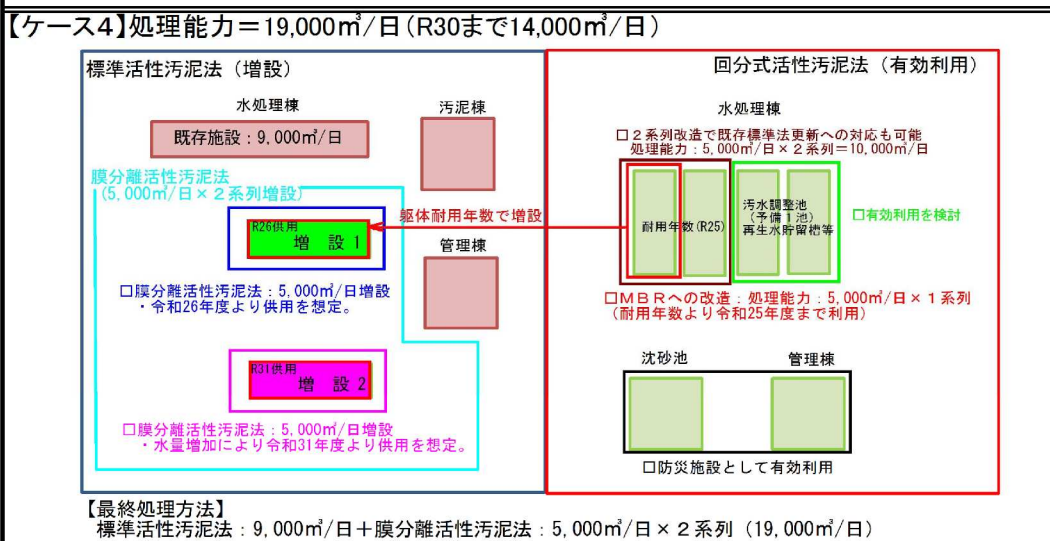 【ケース4】処理能力＝19,000㎥/日(R30まで14,000㎥/日)
標準活性汚泥法（増設）
水処理棟
既存施設：9,000㎥/日
汚泥棟
膜分離活性汚泥法
(5,000㎥/日×２系列増設)
R26供用
増　設 1
躯体耐用年数で増設
管理棟
□膜分離活性汚泥法：5,000㎥/日増設
・令和26年度より供用を想定。
R31供用
増　設 2
□膜分離活性汚泥法：5,000㎥/日増設
・水量増加により令和31年度より供用を想定。
回分式活性汚泥法（有効利用）
水処理棟
□２系列改造で既存標準法更新への対応も可能
処理能力：5,000㎥/日×２系列＝10,000㎥/日
耐用年数(R25)
汚水調整池
（予備１池）
再生水貯留槽等
□有効利用を検討
□ＭＢＲへの改造：処理能力：5,000㎥/日×１系列
（耐用年数より令和25年度まで利用）
沈砂池
管理棟
□防災施設として有効利用
【最終処理方法】
標準活性汚泥法：9,000㎥/日＋膜分離活性汚泥法：5,000㎥/日×２系列（19,000㎥/日）